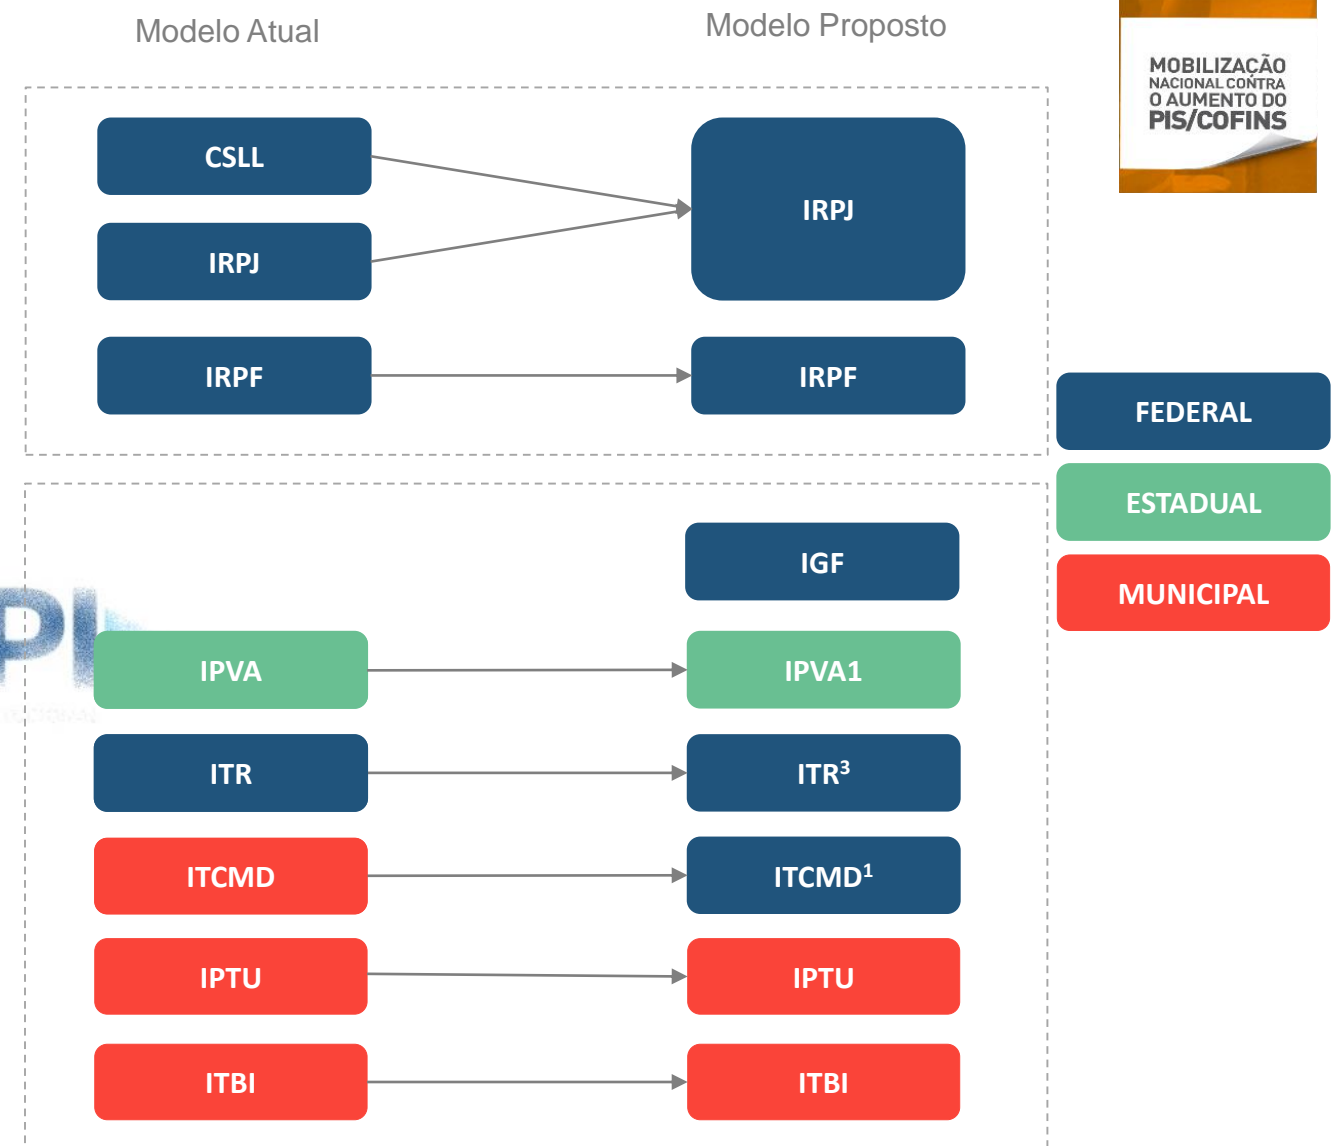 Modelo Atual
Modelo Proposto
MOBILIZAÇÃO
NACIONAL CONTRA
O AUMENTO DO
PIS/COFINS
CSLL
IRPJ
IRPJ
IRPF
IRPF
FEDERAL
ESTADUAL
MUNICIPAL
IGF
PI
IPVA
IPVA1
ITR
ITR³
ITCMD
ITCMD¹
IPTU
IPTU
ITBI
ITBI